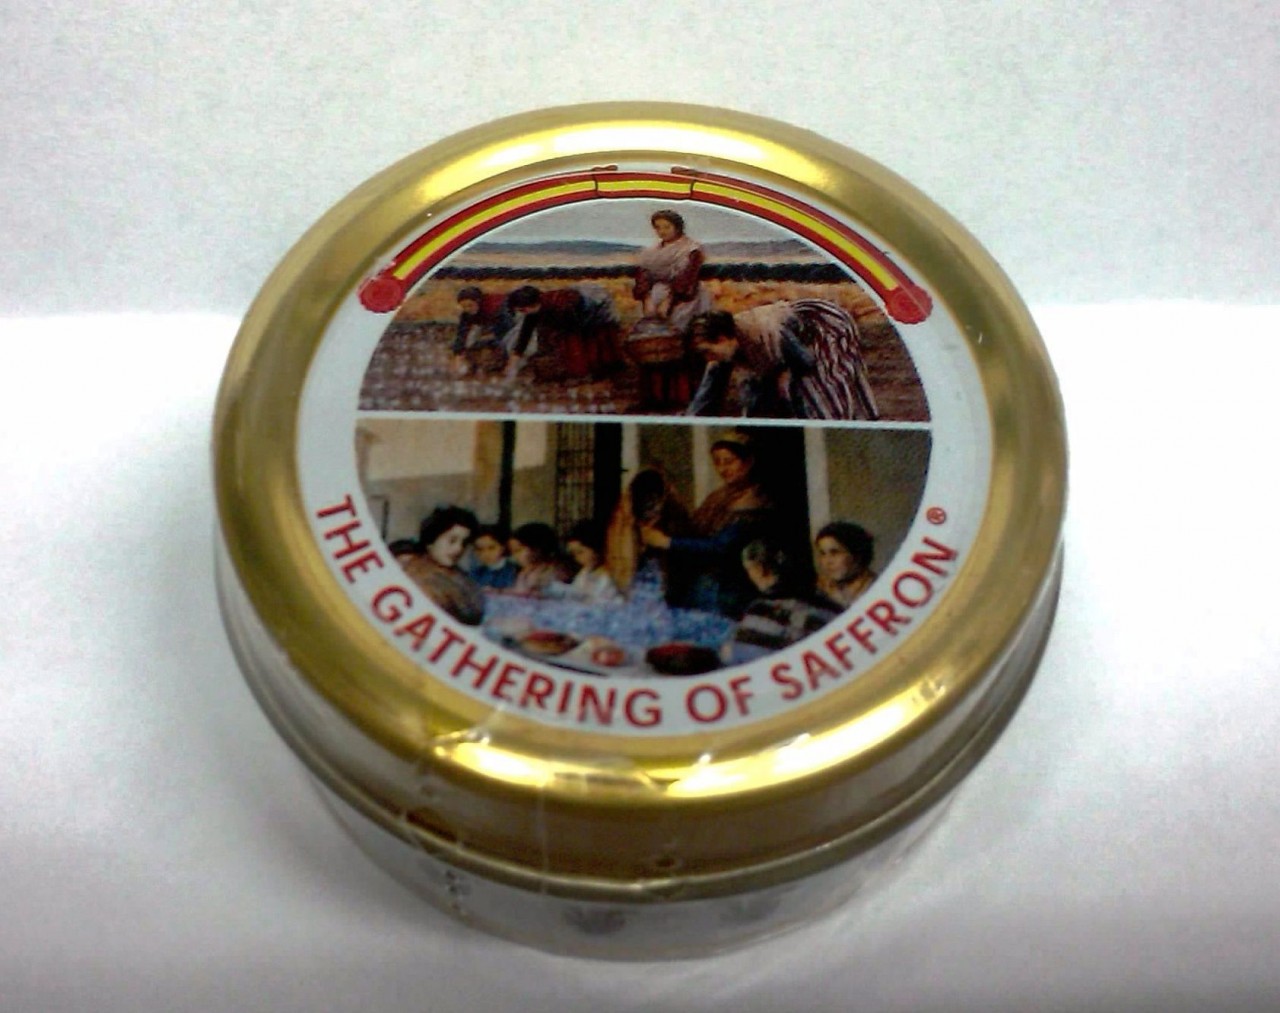 THE GATHERING OF SAFFRON®